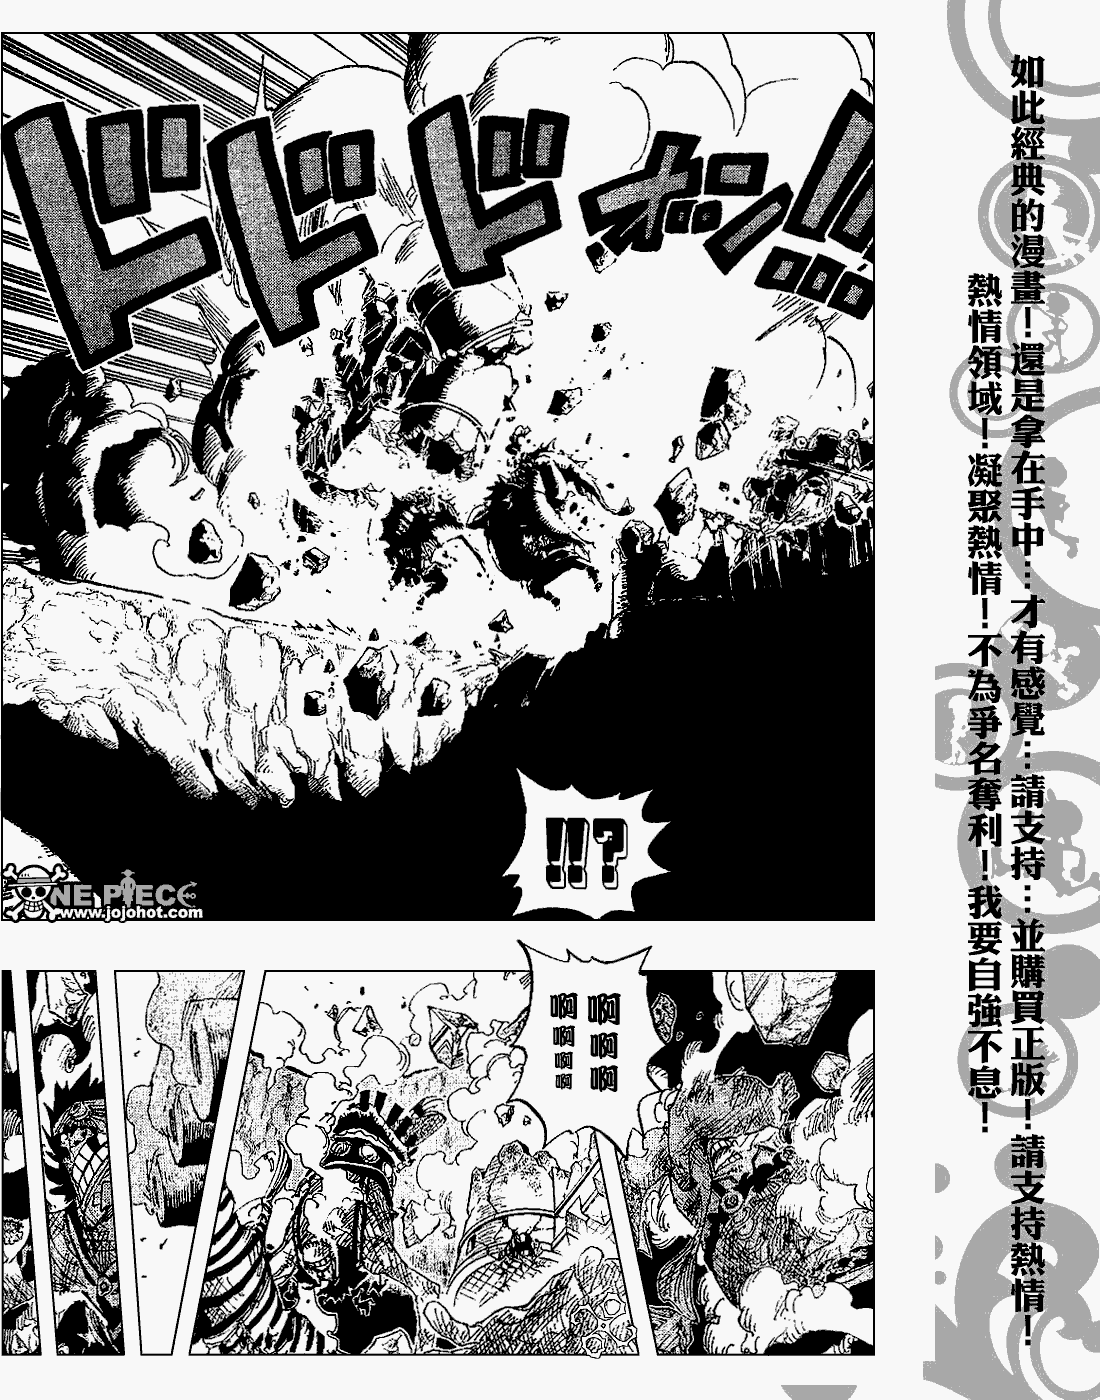 如此經典的漫畫！還是拿在手中…才有感覺…請支持…並購買正版！請支持熱情！
熱情領域！凝聚熱情！不為爭名奪利！我要自強不息！
ドドドオン!!
!!?
啊啊啊
啊啊啊啊
ONE PIECE
www.jojohot.com